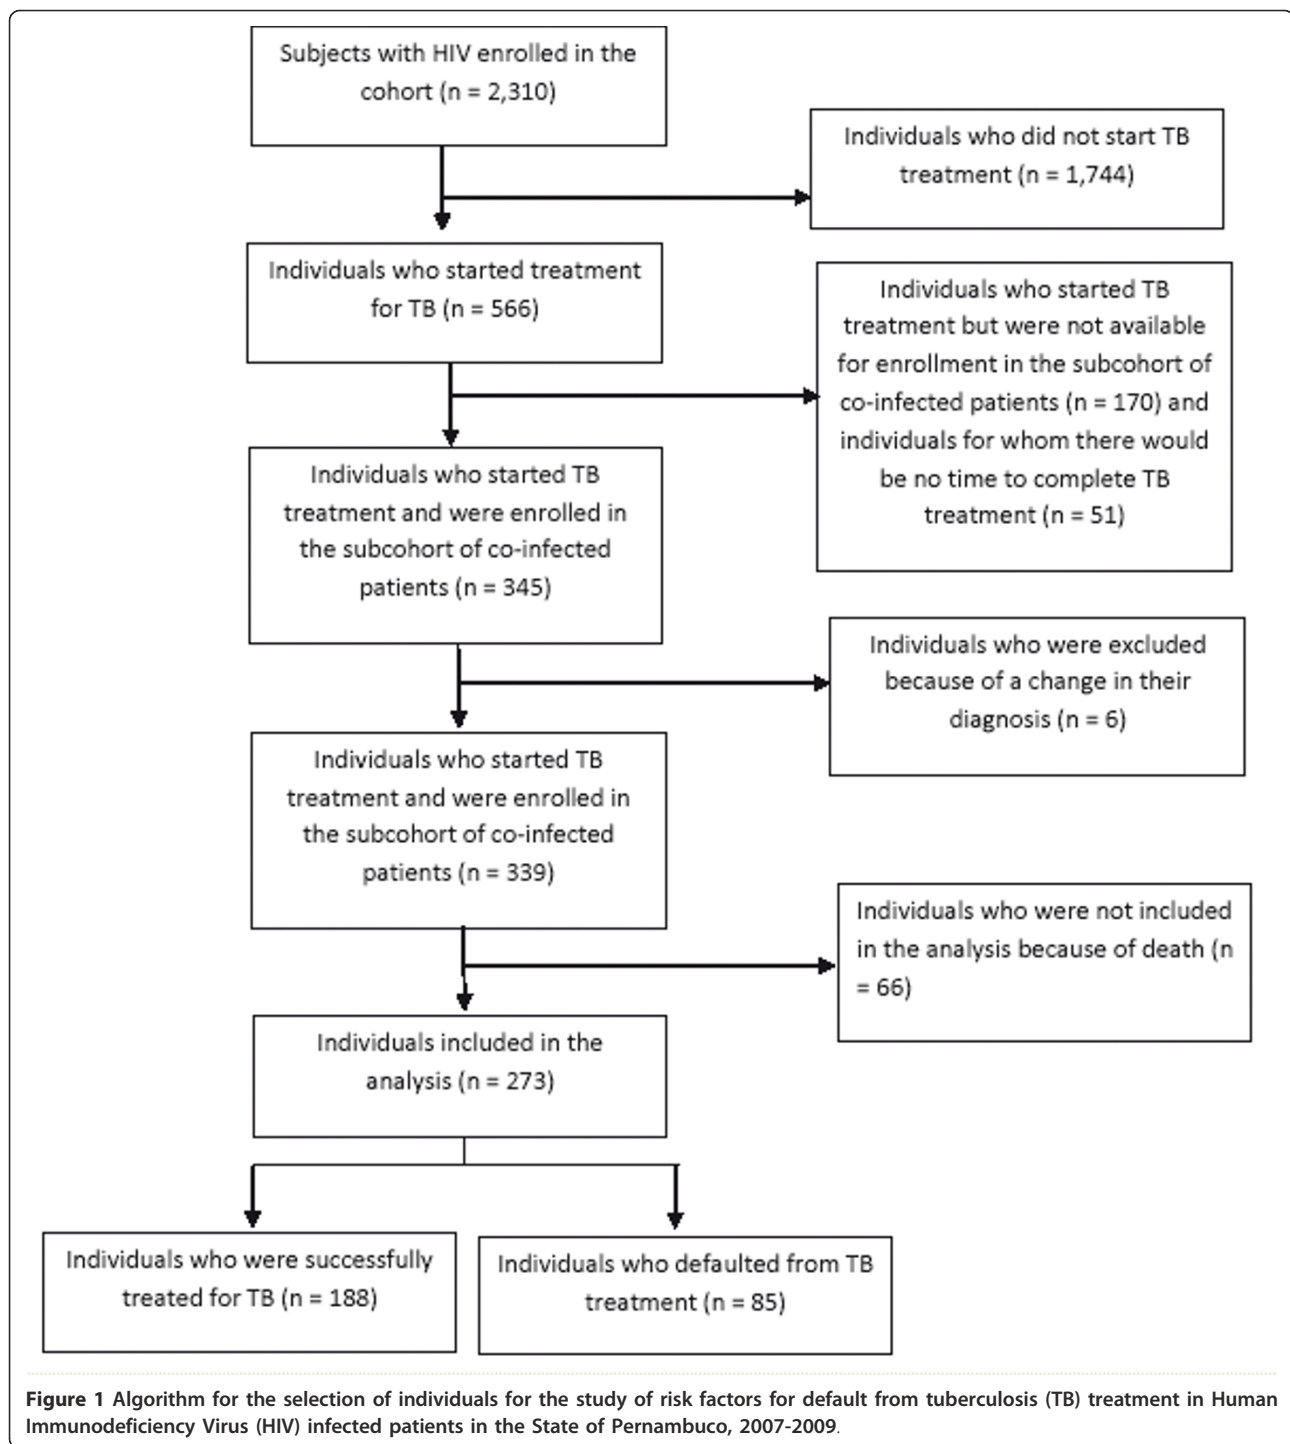 Subjects with HIV enrolled in the
cohort (n = 2,310)
Individuals who did not start TB
treatment (n = 1,744)
Individuals who started treatment
for TB (n = 566)
Individuals who started TB
treatment but were not available
for enrollment in the subcohort of
co-infected patients (n = 170) and
individuals for whom there would
be no time to complete TB
treatment (n = 51)
Individuals who started TB
treatment and were enrolled in
the subcohort of co-infected
patients (n = 345)
Individuals who were excluded
because of a change in their
diagnosis (n = 6)
Individuals who started TB
treatment and were enrolled in
the subcohort of co-infected
patients (n = 339)
Individuals who were not included
in the analysis because of death (n
= 66)
Individuals included in the
analysis (n = 273)
Individuals who were successfully
treated for TB (n = 188)
Individuals who defaulted from TB
treatment (n = 85)
Figure 1 Algorithm for the selection of individuals for the study of risk factors for default from tuberculosis (TB) treatment in Human
Immunodeficiency Virus (HIV) infected patients in the State of Pernambuco, 2007-2009.